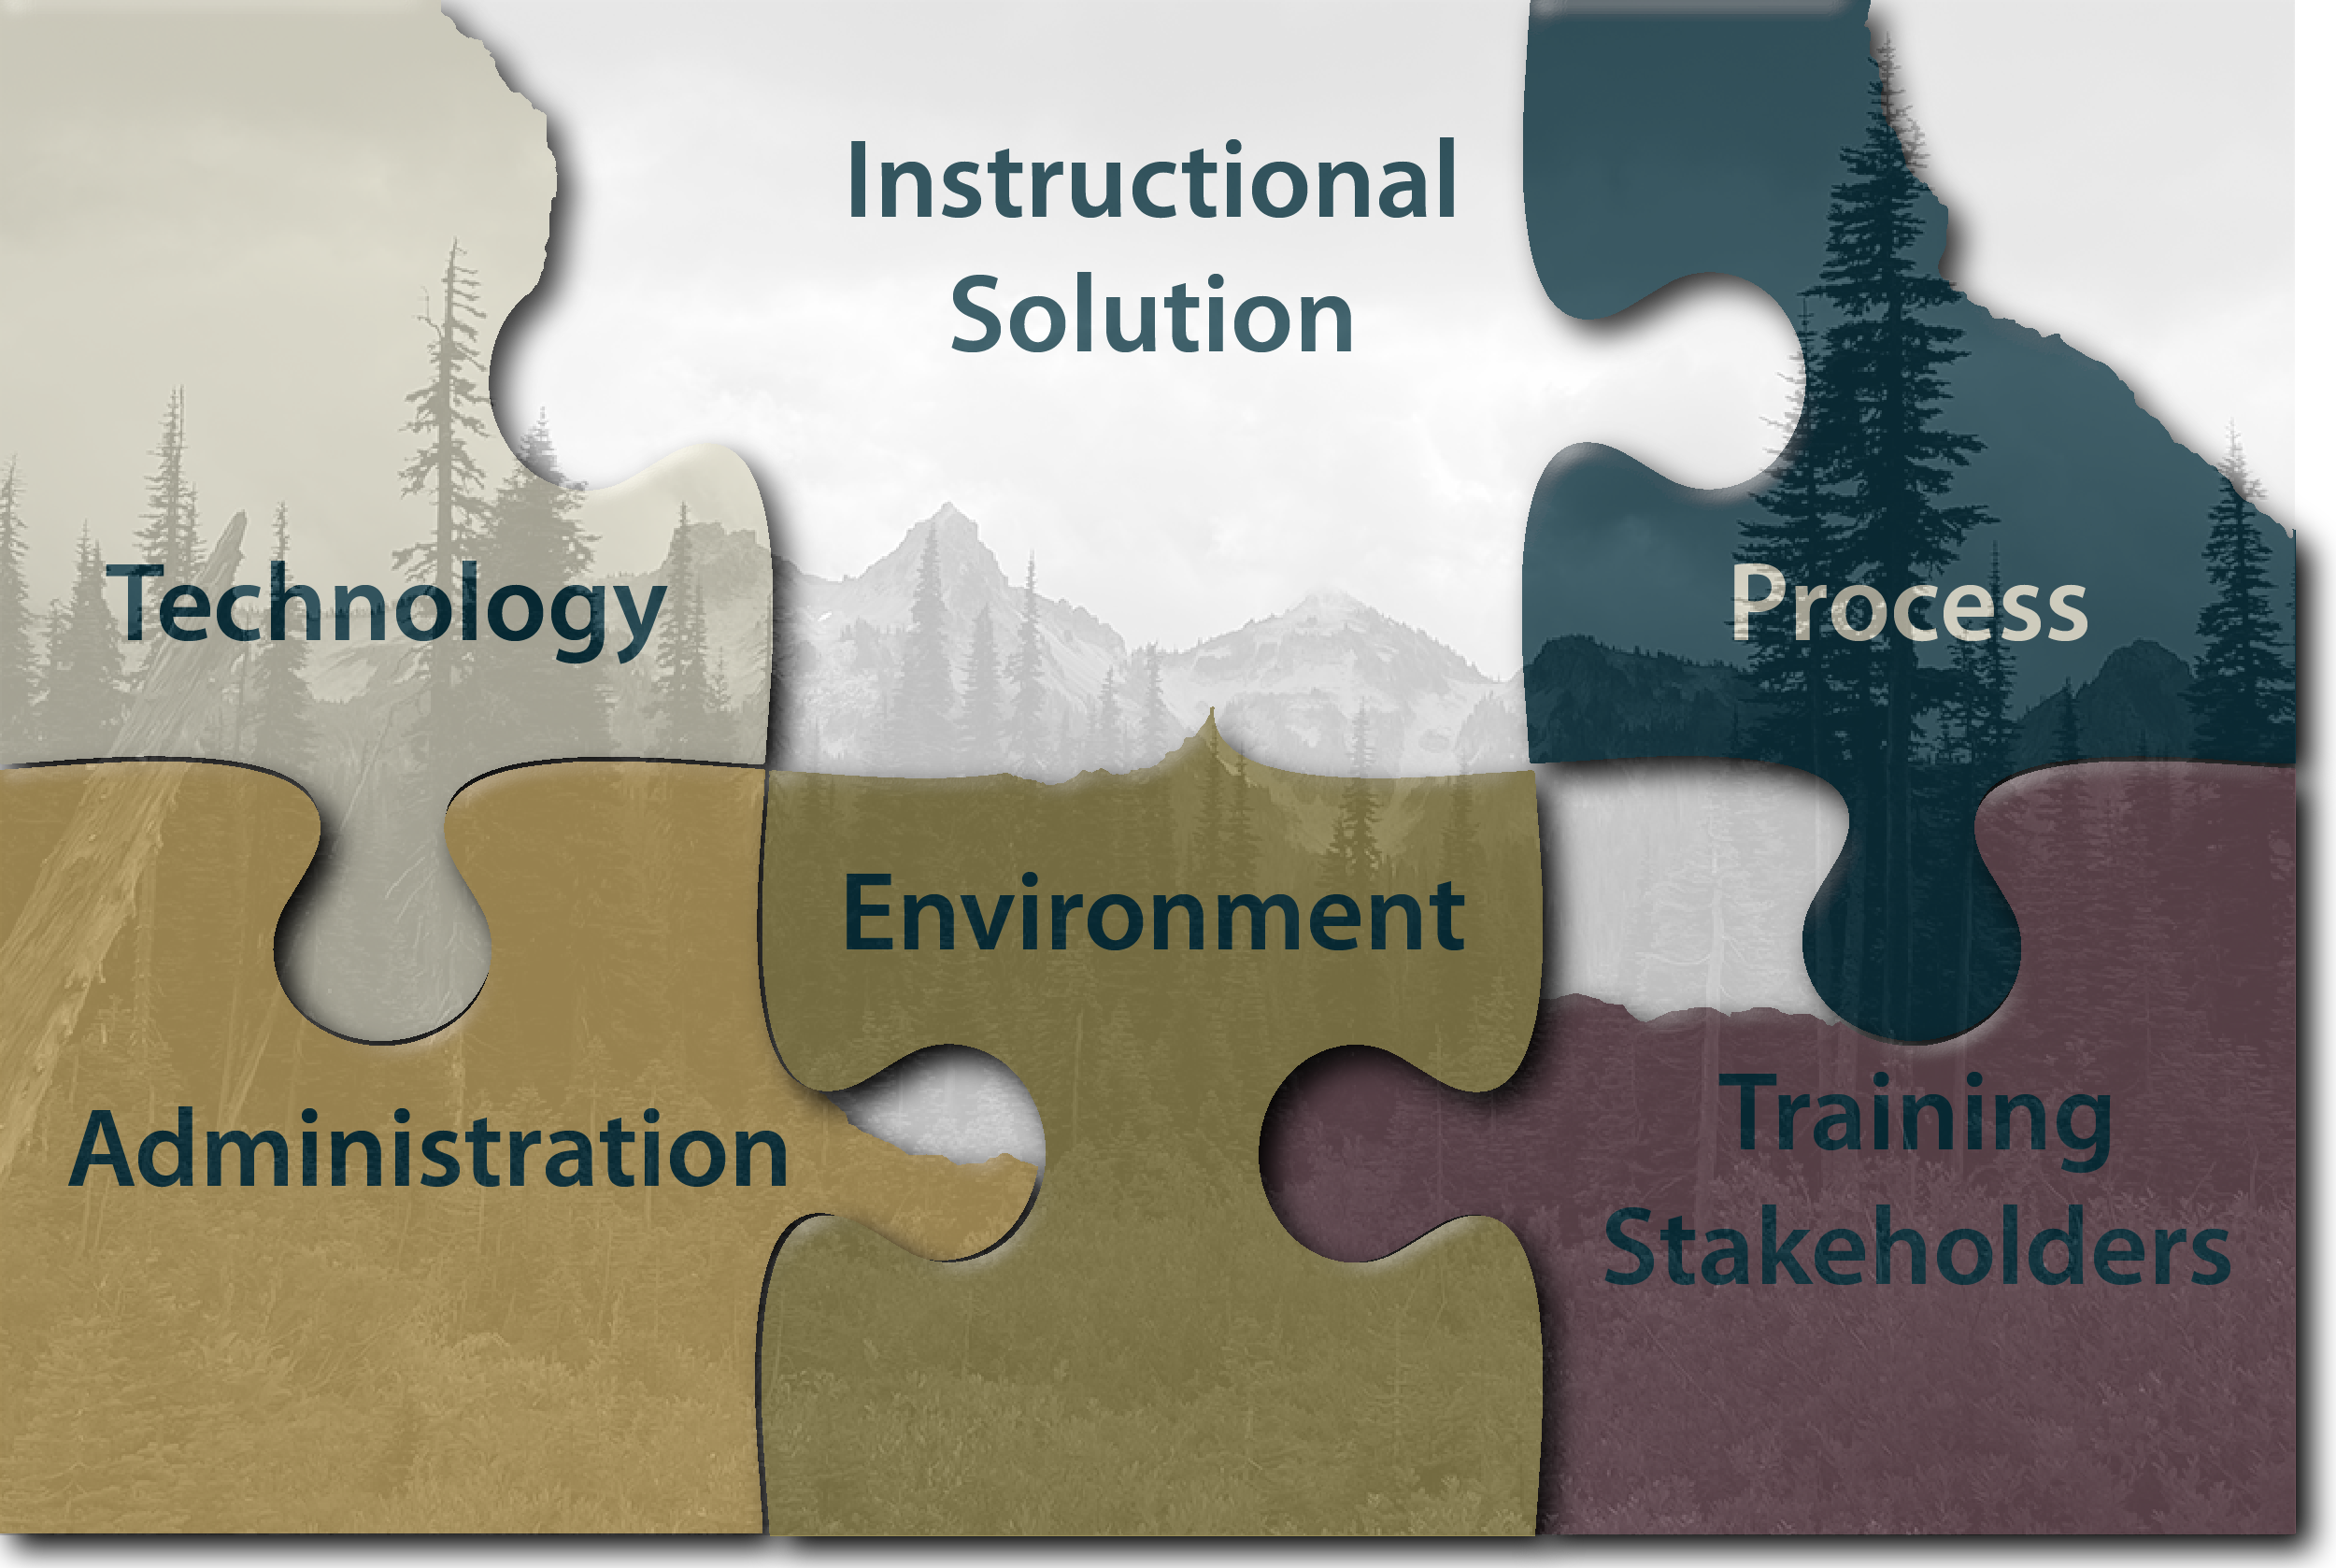 Instructional
Solution
Technology
Process
Environment
Administration
Training
Stakeholders